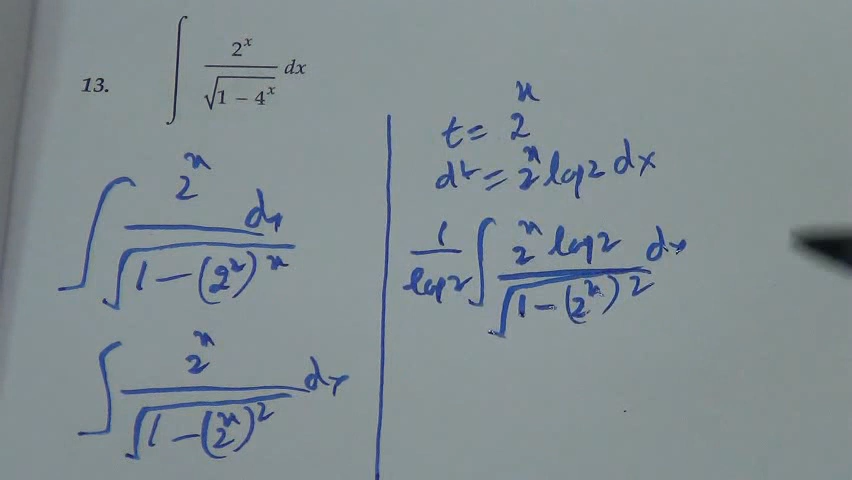 13. ∫ 2^x / √(1 − 4^x) dx
∫ 2^x / √(1 − (2^2)^x) dx
∫ 2^x / √(1 − (2^x)^2) dx
t = 2^x
dt = 2^x log2 dx
1/log2 ∫ 2^x log2 / √(1 − (2^x)^2) dx